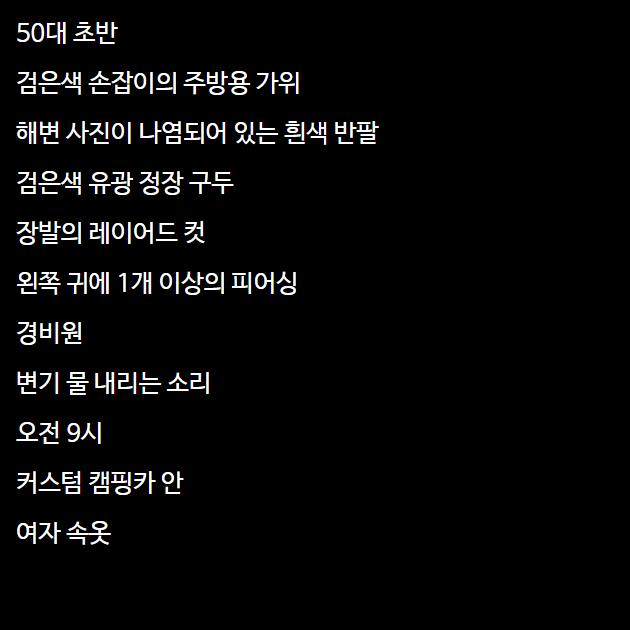 50대 초반
검은색 손잡이의 주방용 가위
해변 사진이 나염되어 있는 흰색 반팔
검은색 유광 정장 구두
장발의 레이어드 컷
왼쪽 귀에 1개 이상의 피어싱
경비원
변기 물 내리는 소리
오전 9시
커스텀 캠핑카 안
여자 속옷